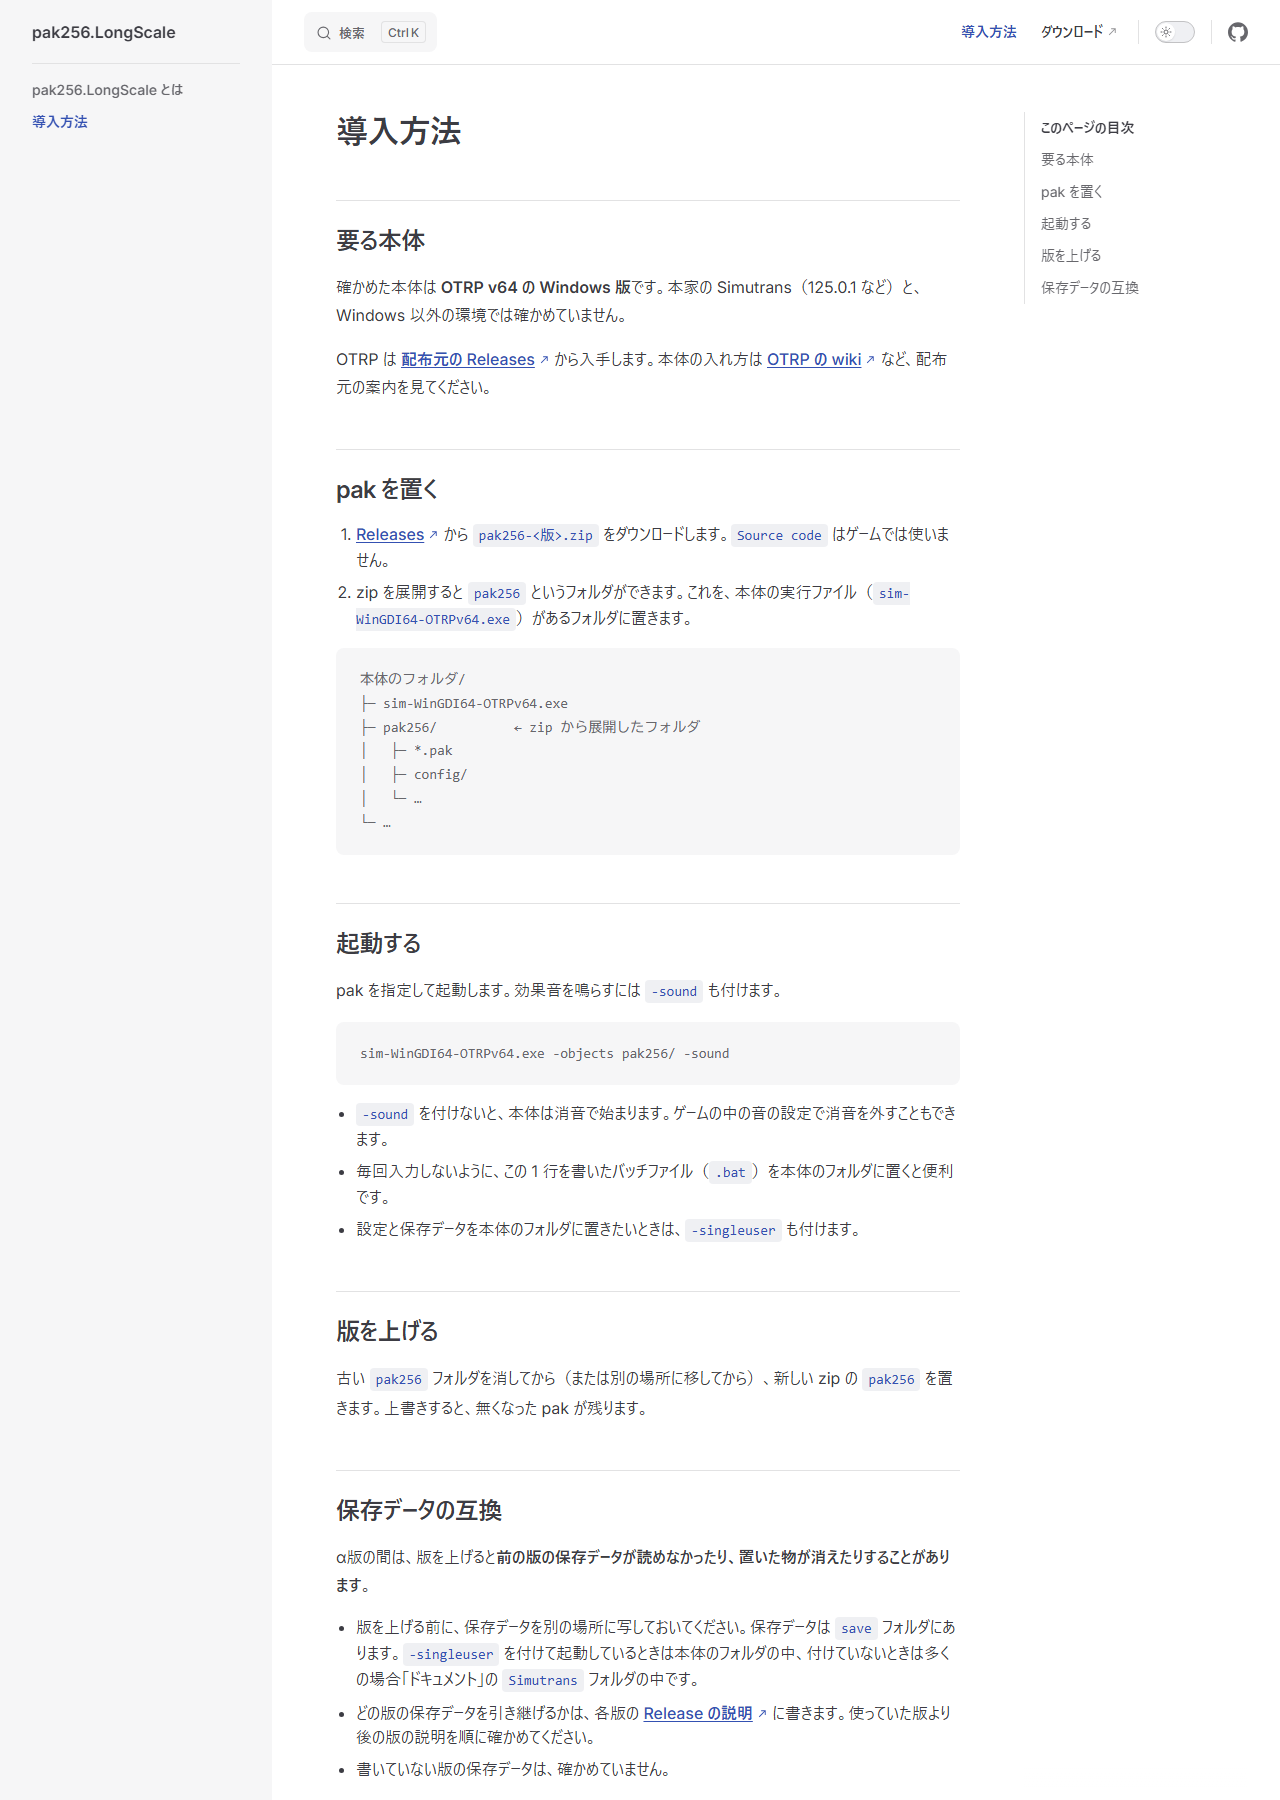 pak256.LongScale
検索 Ctrl K
導入方法
ダウンロード
pak256.LongScale とは
導入方法
導入方法
このページの目次
要る本体
pak を置く
起動する
版を上げる
保存データの互換
要る本体
確かめた本体は OTRP v64 の Windows 版です。本家の Simutrans（125.0.1 など）と、
Windows 以外の環境では確かめていません。
OTRP は 配布元の Releases から入手します。本体の入れ方は OTRP の wiki など、配布
元の案内を見てください。
pak を置く
1. Releases から pak256-<版>.zip をダウンロードします。Source code はゲームでは使いま
せん。
2. zip を展開すると pak256 というフォルダができます。これを、本体の実行ファイル（sim-
WinGDI64-OTRPv64.exe）があるフォルダに置きます。
本体のフォルダ/
├─ sim-WinGDI64-OTRPv64.exe
├─ pak256/ ← zip から展開したフォルダ
│ ├─ *.pak
│ ├─ config/
│ └─ …
└─ …
起動する
pak を指定して起動します。効果音を鳴らすには -sound も付けます。
sim-WinGDI64-OTRPv64.exe -objects pak256/ -sound
• -sound を付けないと、本体は消音で始まります。ゲームの中の音の設定で消音を外すこともでき
ます。
• 毎回入力しないように、この 1 行を書いたバッチファイル（.bat）を本体のフォルダに置くと便利
です。
• 設定と保存データを本体のフォルダに置きたいときは、-singleuser も付けます。
版を上げる
古い pak256 フォルダを消してから（または別の場所に移してから）、新しい zip の pak256 を置
きます。上書きすると、無くなった pak が残ります。
保存データの互換
α版の間は、版を上げると前の版の保存データが読めなかったり、置いた物が消えたりすることがあり
ます。
• 版を上げる前に、保存データを別の場所に写しておいてください。保存データは save フォルダにあ
ります。-singleuser を付けて起動しているときは本体のフォルダの中、付けていないときは多く
の場合「ドキュメント」の Simutrans フォルダの中です。
• どの版の保存データを引き継げるかは、各版の Release の説明 に書きます。使っていた版より
後の版の説明を順に確かめてください。
• 書いていない版の保存データは、確かめていません。